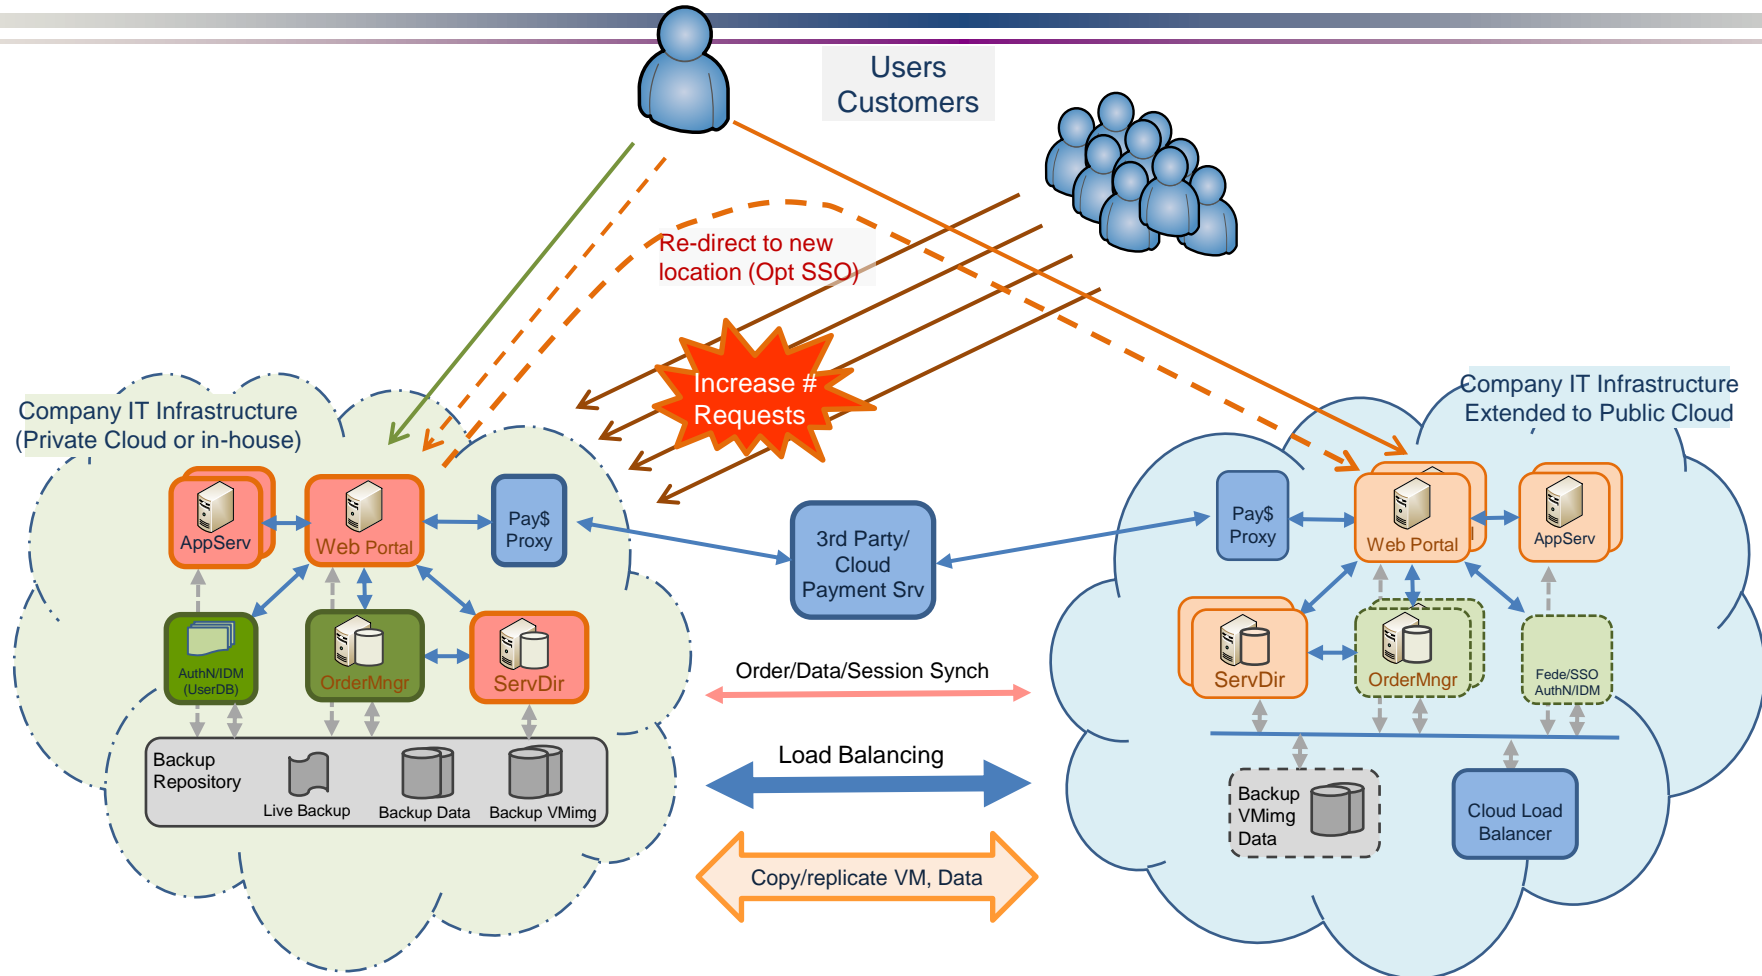 Users
Customers
Re-direct to new
location (Opt SSO)
Increase #
Requests
Company IT Infrastructure
(Private Cloud or in-house)
Company IT Infrastructure
Extended to Public Cloud
AppServ
Web Portal
Pay$
Proxy
3rd Party/
Cloud
Payment Srv
Pay$
Proxy
Web Portal
AppServ
AuthN/IDM
(UserDB)
OrderMngr
ServDir
Order/Data/Session Synch
ServDir
OrderMngr
Fede/SSO
AuthN/IDM
Backup
Repository
Live Backup
Backup Data
Backup VMimg
Load Balancing
Backup
VMimg
Data
Cloud Load
Balancer
Copy/replicate VM, Data